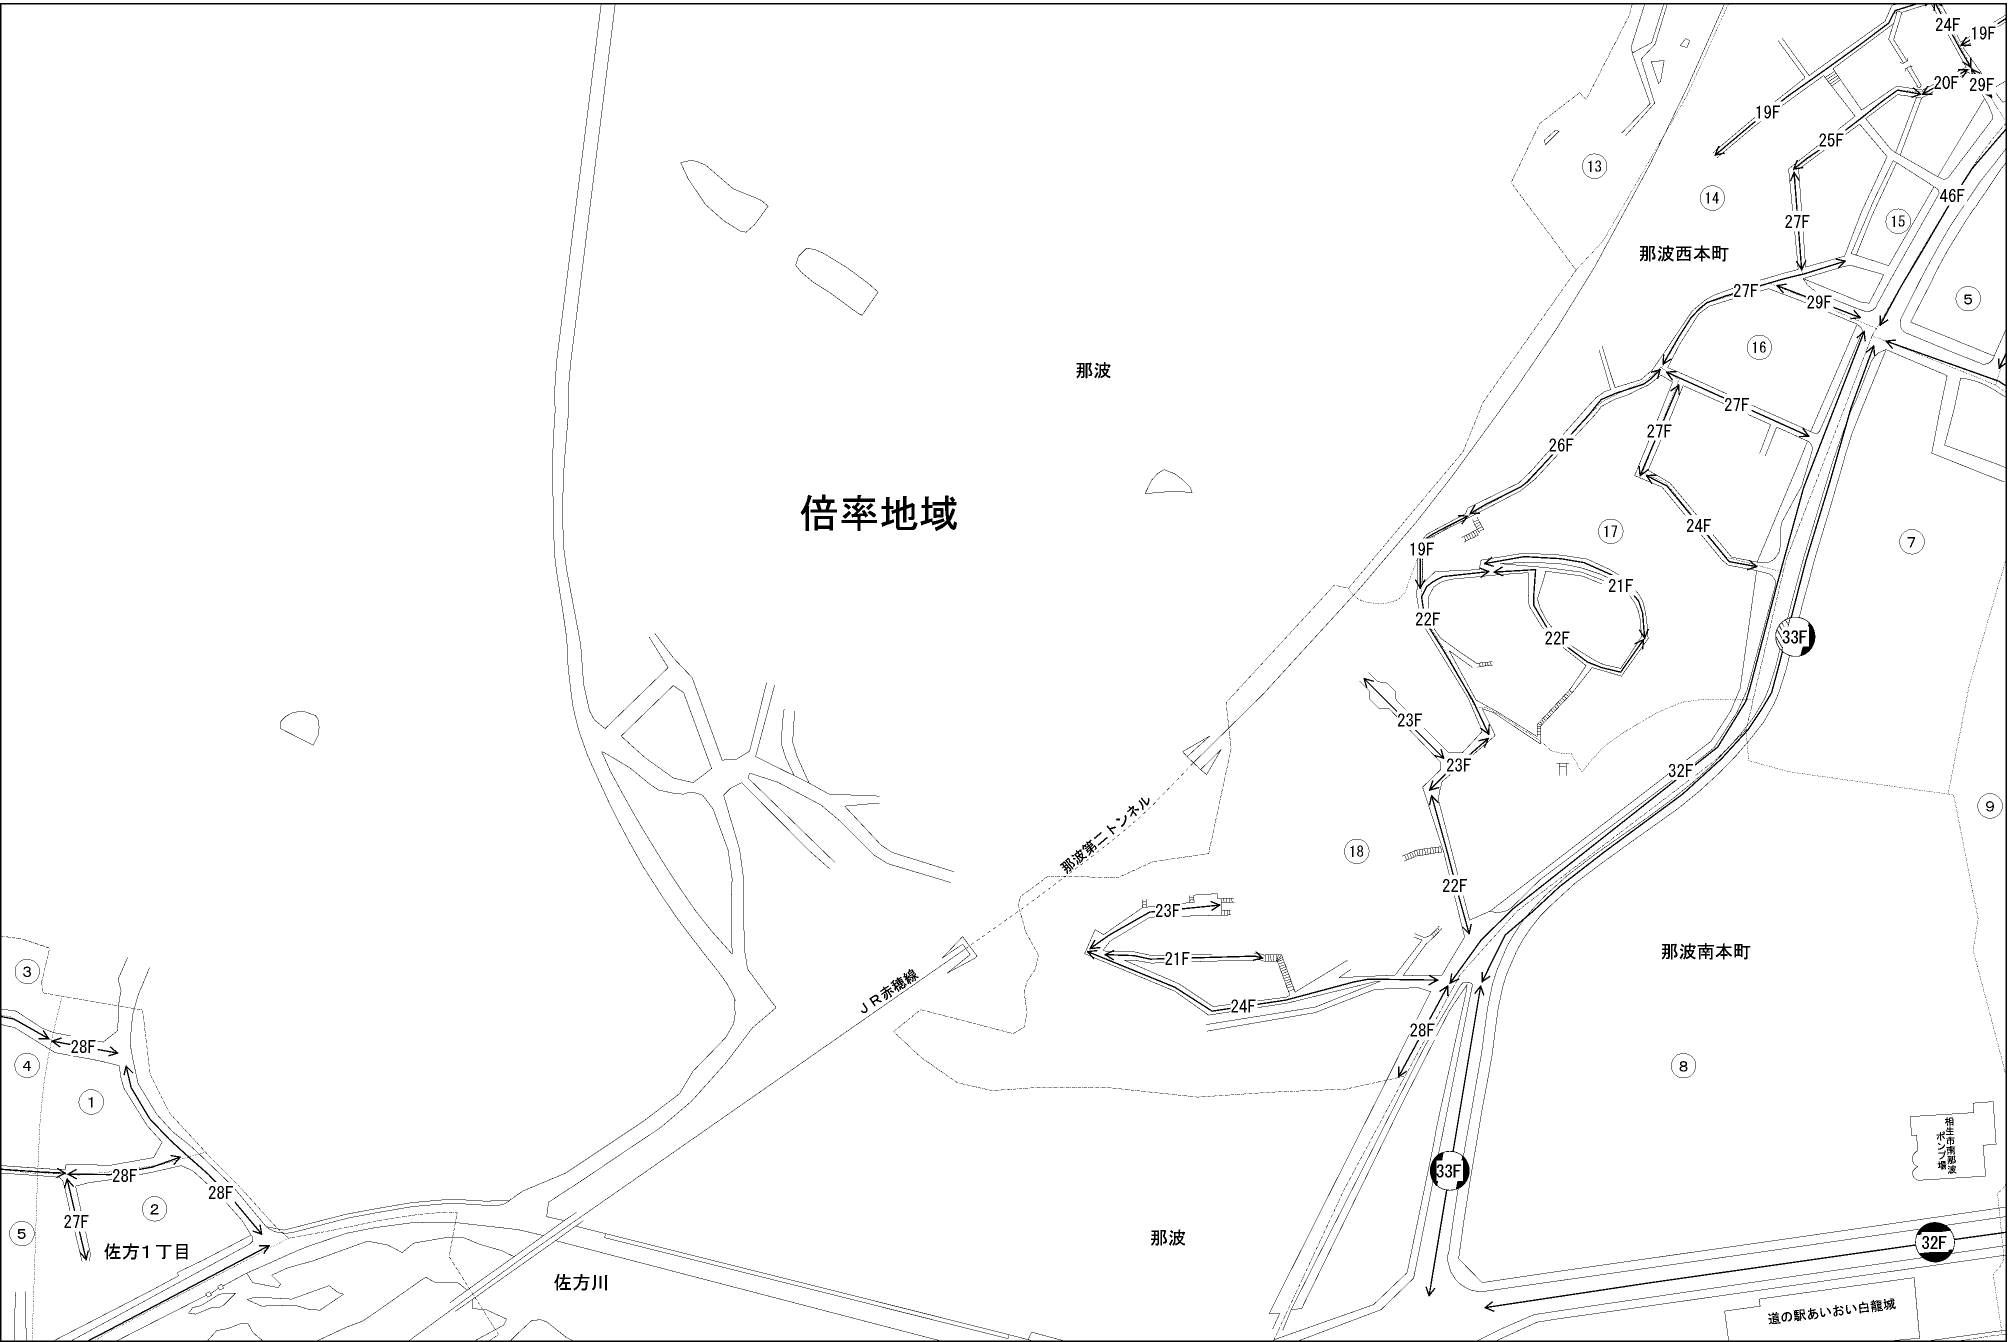 24F
19F
20F
29F
19F
25F
⑬
⑭
46F
27F
⑮
那波西本町
27F
29F
⑤
⑯
那波
27F
27F
26F
倍率地域
24F
⑰
⑦
19F
21F
22F
22F
33F
23F
23F
32F
⑨
那波第二トンネル
⑱
22F
23F
那波南本町
21F
③
JR赤穂線
24F
28F
28F
④
⑧
①
相生市南那波
ポンプ場
33F
28F
28F
②
27F
⑤
佐方1丁目
那波
32F
佐方川
道の駅あいおい白龍城